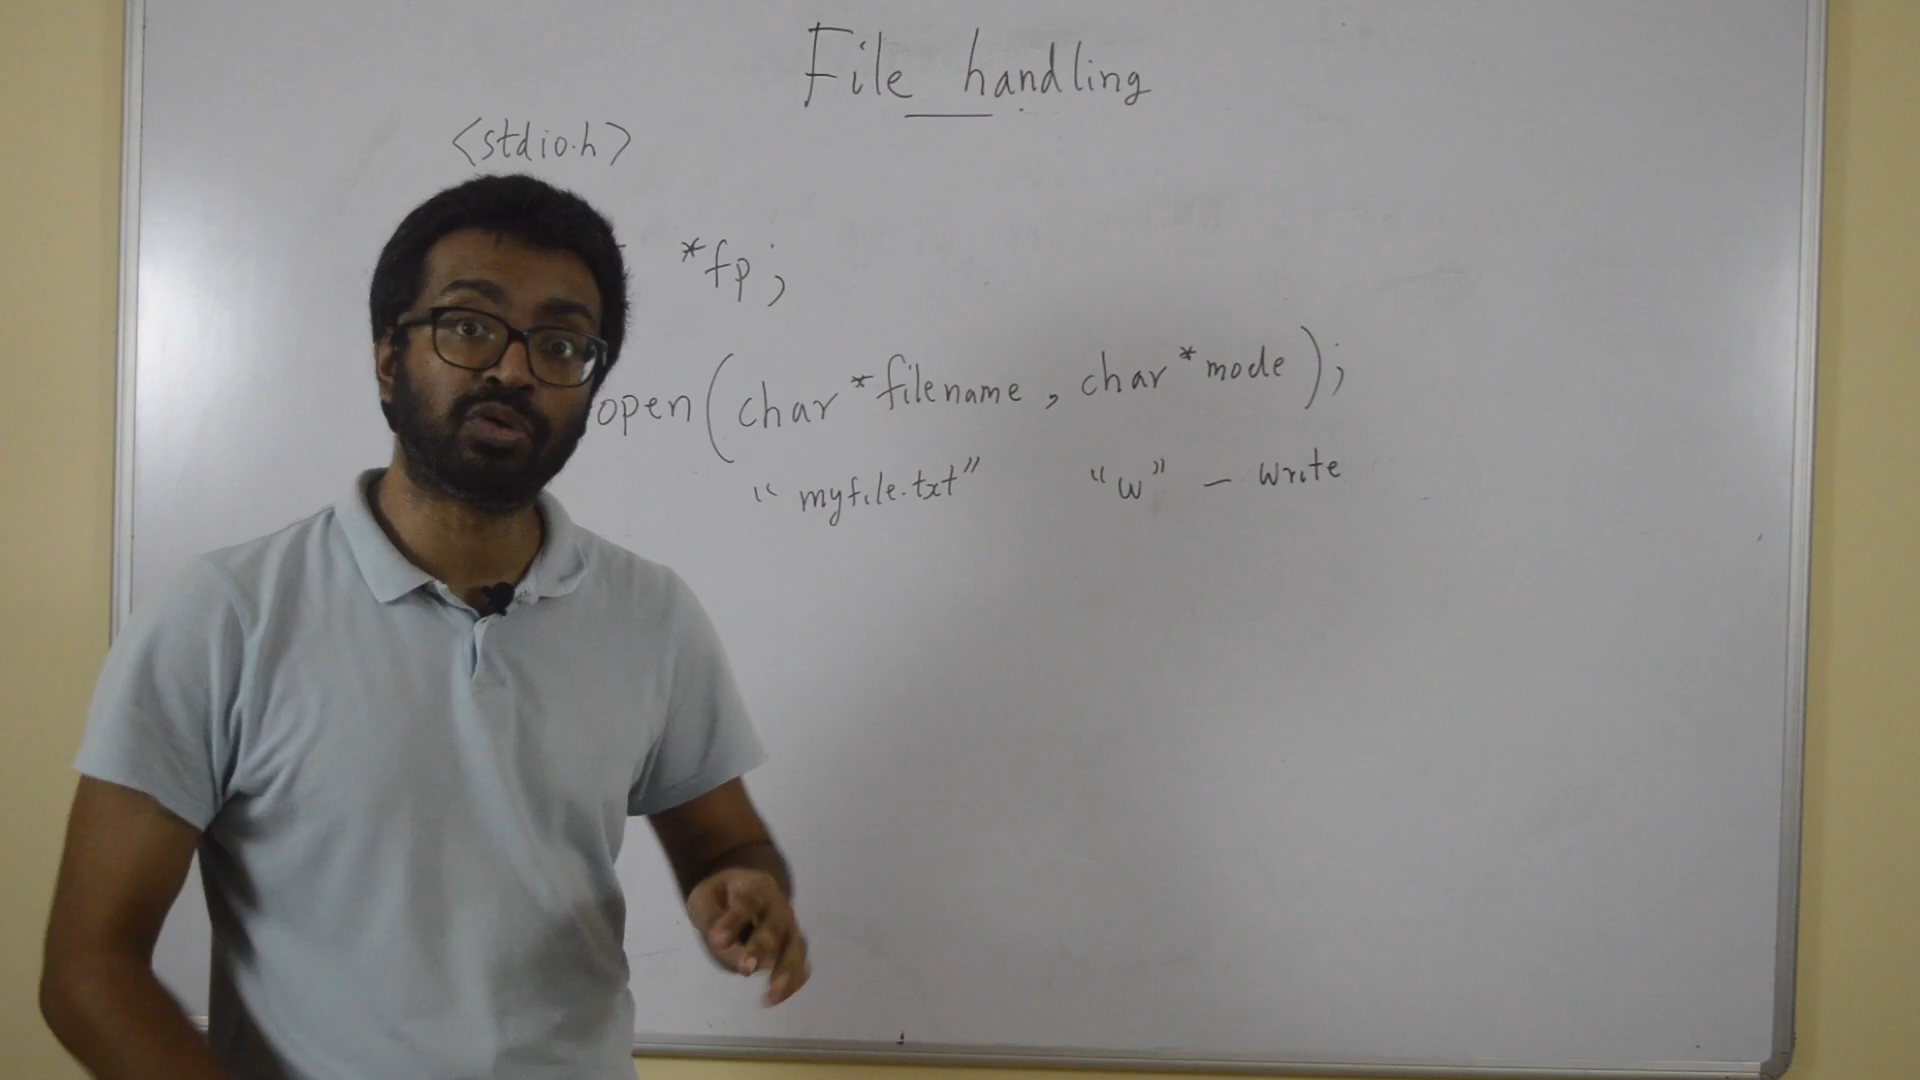 File handling
<stdio.h>
*fp;
open(char *filename, char *mode);
"myfile.txt" "w" - write